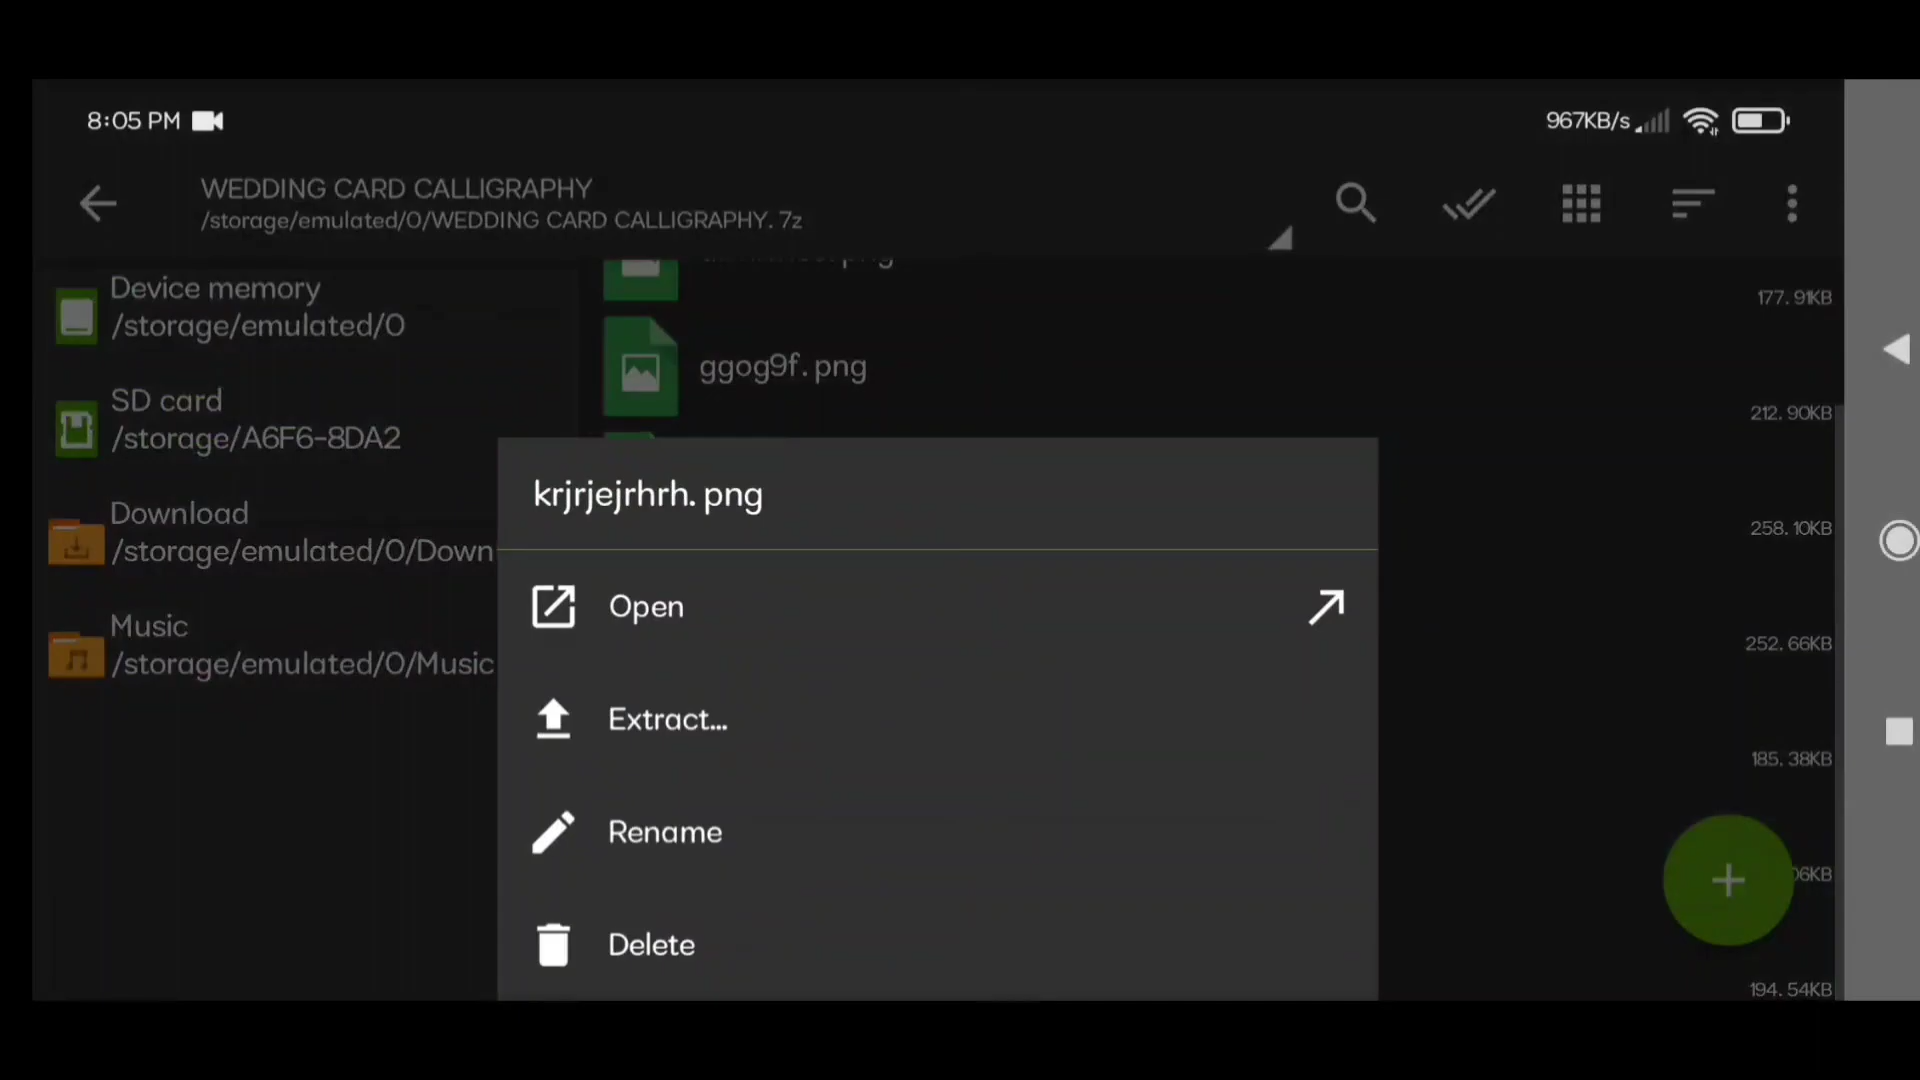 8:05 PM
967KB/s
WEDDING CARD CALLIGRAPHY
/storage/emulated/0/WEDDING CARD CALLIGRAPHY. 7z
Device memory
/storage/emulated/0
SD card
/storage/A6F6-8DA2
Download
/storage/emulated/0/Down
Music
/storage/emulated/0/Music
177. 91KB
ggog9f. png
212. 90KB
258. 10KB
252. 66KB
185. 38KB
06KB
194. 54KB
krjrjejrhrh. png
Open
Extract...
Rename
Delete